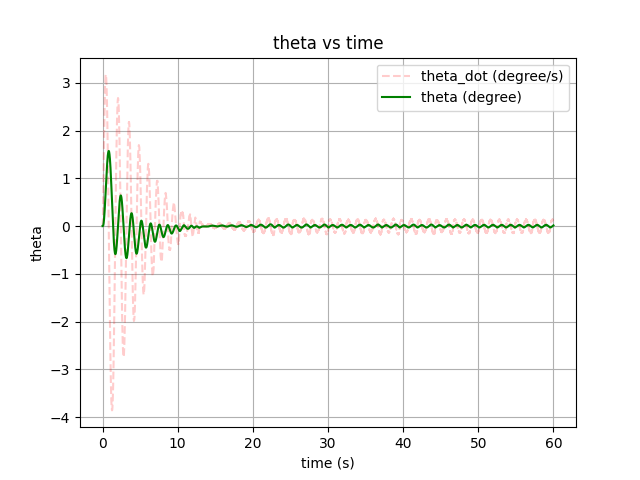 theta vs time
theta_dot (degree/s)
theta (degree)
theta
3
2
1
0
−1
−2
−3
−4
0 10 20 30 40 50 60
time (s)